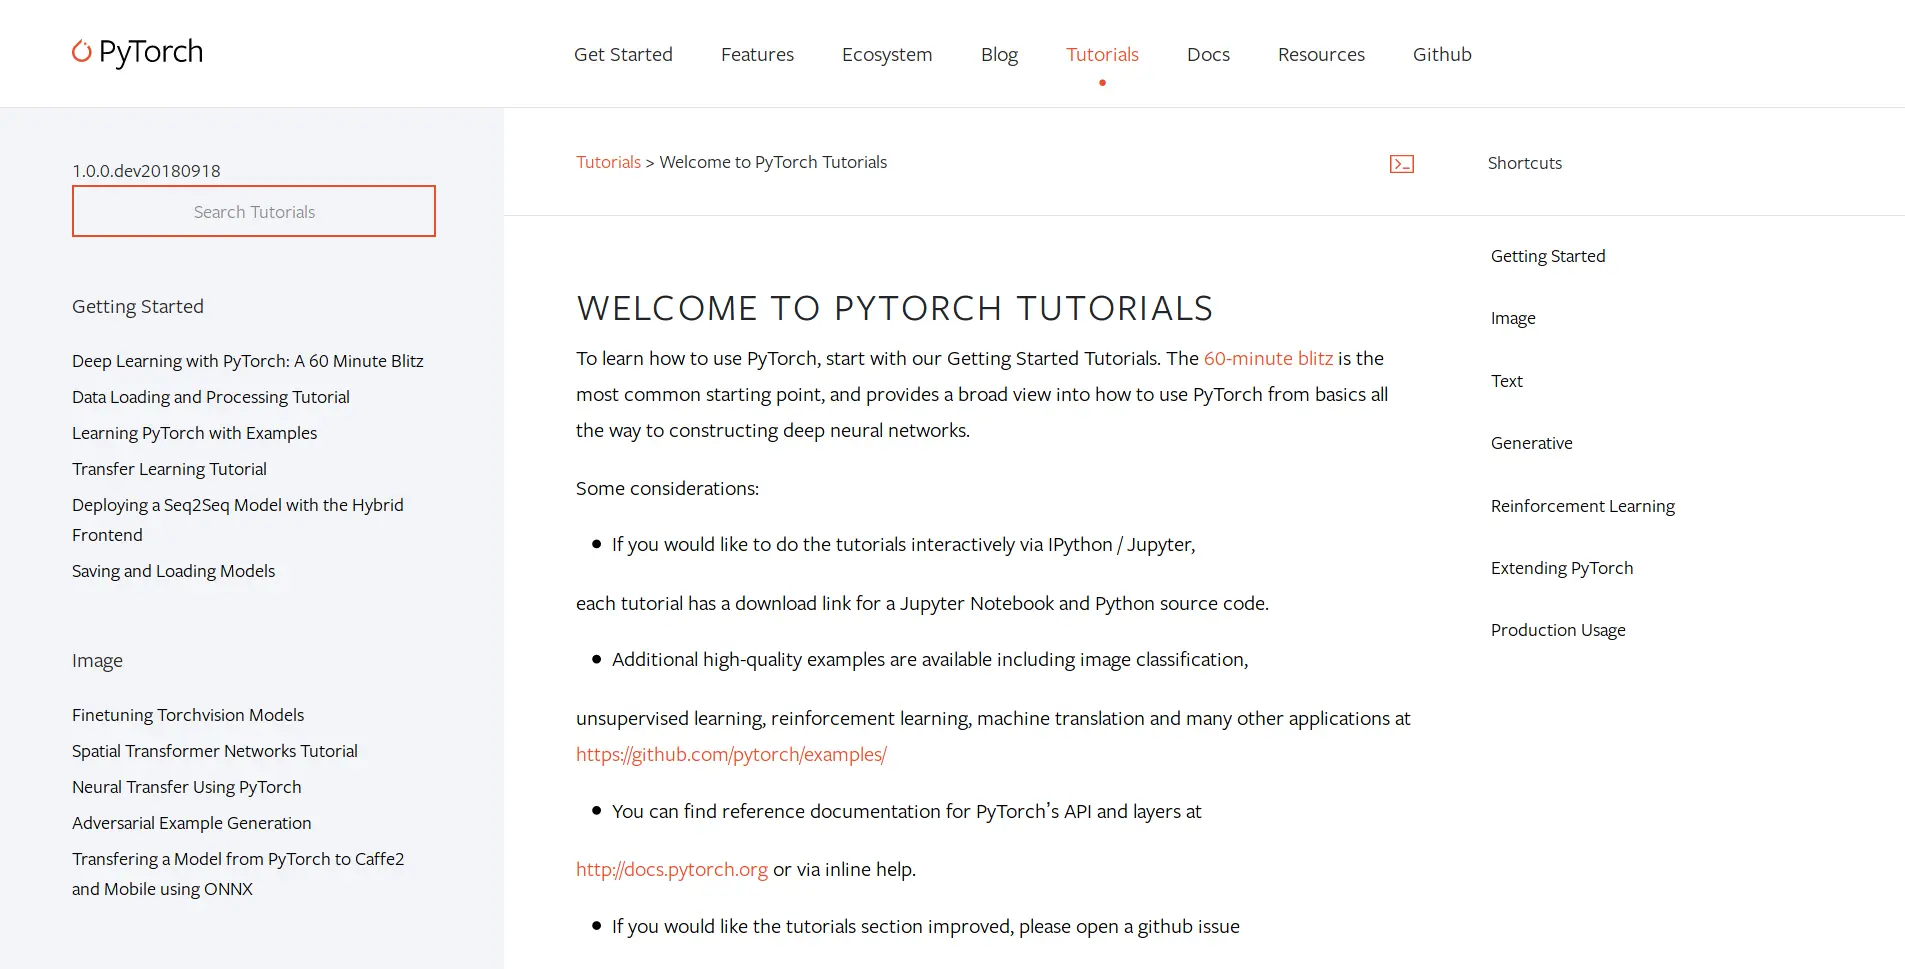 PyTorch
Get Started
Features
Ecosystem
Blog
Tutorials
Docs
Resources
Github
1.0.0.dev20180918
Search Tutorials
Getting Started
Deep Learning with PyTorch: A 60 Minute Blitz
Data Loading and Processing Tutorial
Learning PyTorch with Examples
Transfer Learning Tutorial
Deploying a Seq2Seq Model with the Hybrid
Frontend
Saving and Loading Models
Image
Finetuning Torchvision Models
Spatial Transformer Networks Tutorial
Neural Transfer Using PyTorch
Adversarial Example Generation
Transfering a Model from PyTorch to Caffe2
and Mobile using ONNX
Tutorials > Welcome to PyTorch Tutorials
WELCOME TO PYTORCH TUTORIALS
To learn how to use PyTorch, start with our Getting Started Tutorials. The 60-minute blitz is the
most common starting point, and provides a broad view into how to use PyTorch from basics all
the way to constructing deep neural networks.
Some considerations:
• If you would like to do the tutorials interactively via IPython / Jupyter,
each tutorial has a download link for a Jupyter Notebook and Python source code.
• Additional high-quality examples are available including image classification,
unsupervised learning, reinforcement learning, machine translation and many other applications at
https://github.com/pytorch/examples/
• You can find reference documentation for PyTorch’s API and layers at
http://docs.pytorch.org or via inline help.
• If you would like the tutorials section improved, please open a github issue
Shortcuts
Getting Started
Image
Text
Generative
Reinforcement Learning
Extending PyTorch
Production Usage